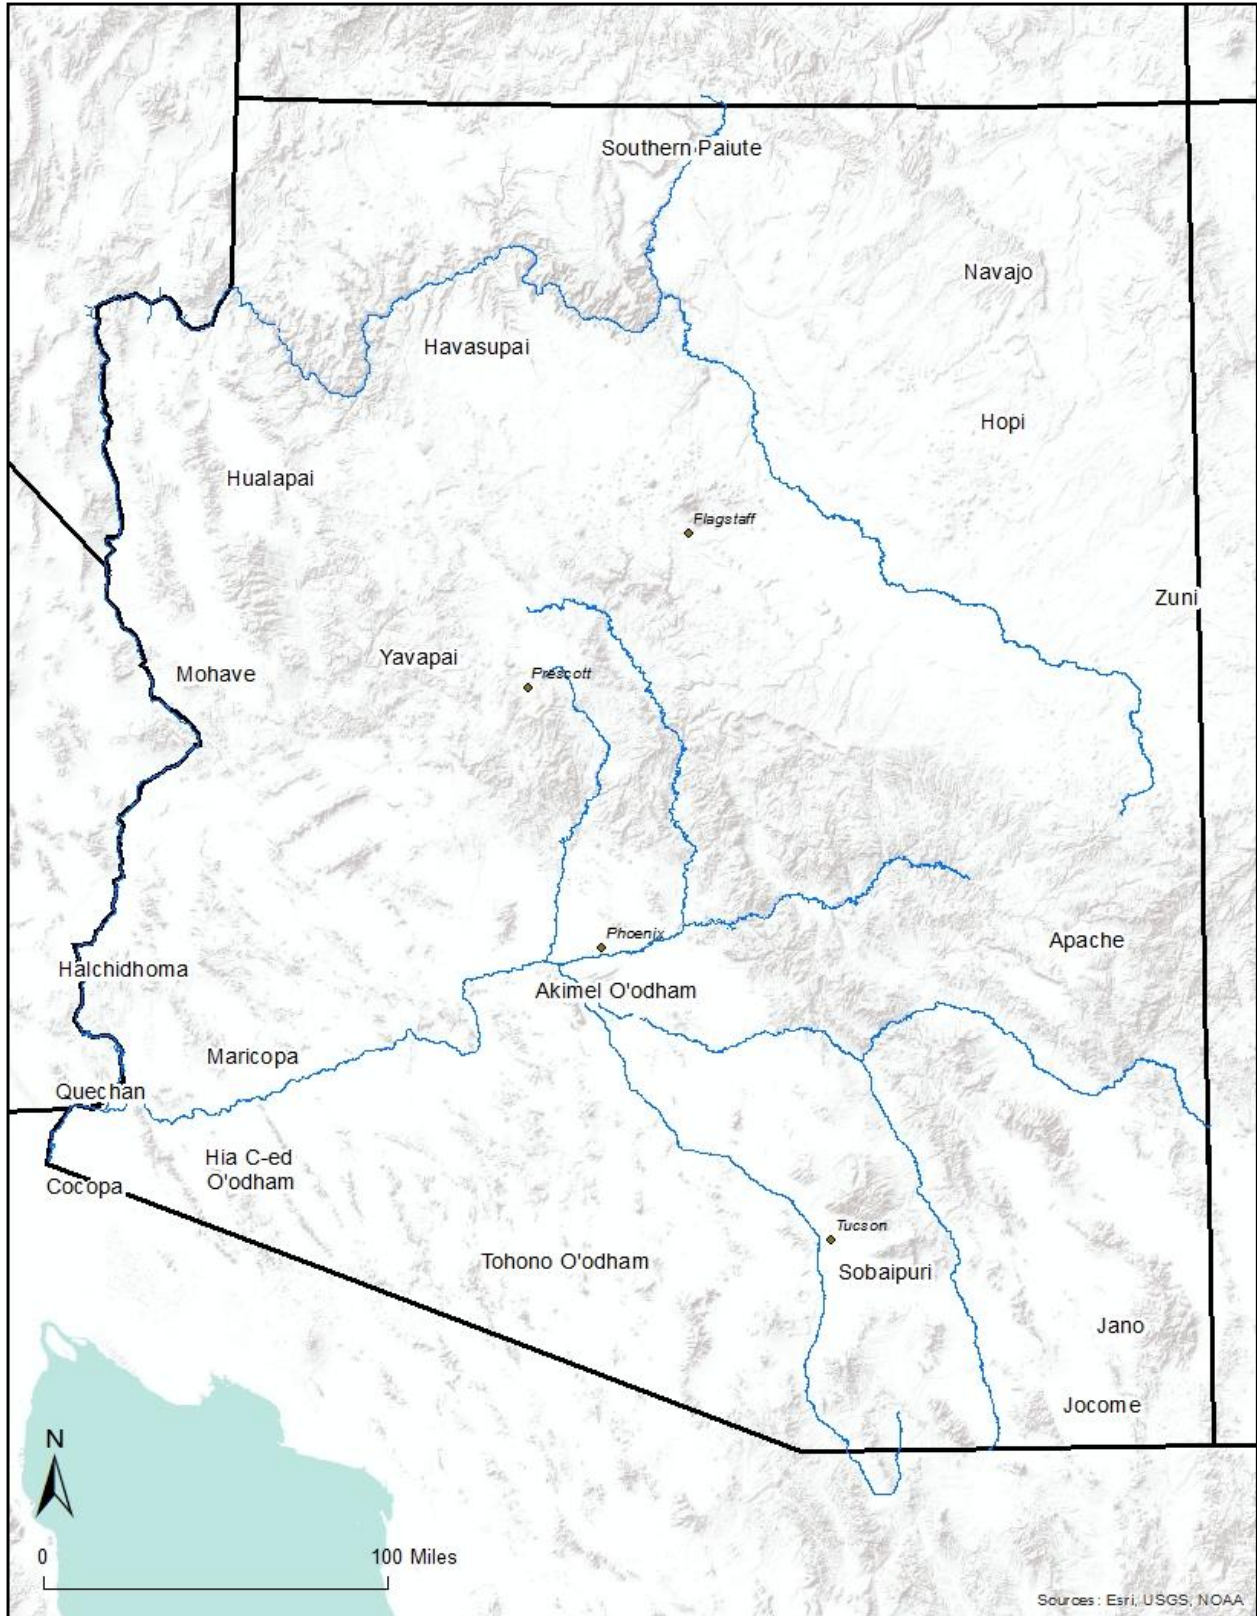 Southern Paiute
Navajo
Havasupai
Hopi
Hualapai
Flagstaff
Zuni
Yavapai
Mohave
Prescott
Phoenix
Apache
Halchidhoma
Akimel O'odham
Maricopa
Quechan
Hia C-ed
O'odham
Cocopa
Tucson
Tohono O'odham
Sobaipuri
Jano
Jocome
N
0
100 Miles
Sources: Esri, USGS, NOAA